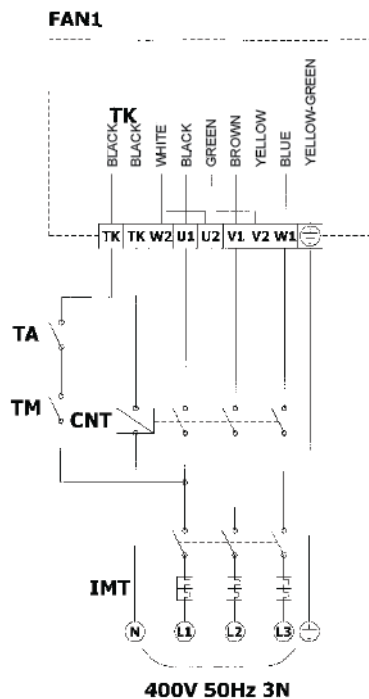 FAN1
TK
BLACK
BLACK
WHITE
BLACK
GREEN
BROWN
YELLOW
BLUE
YELLOW-GREEN
TK TK W2 U1 U2 V1 V2 W1
TA
TM
CNT
IMT
N L1 L2 L3
400V 50Hz 3N